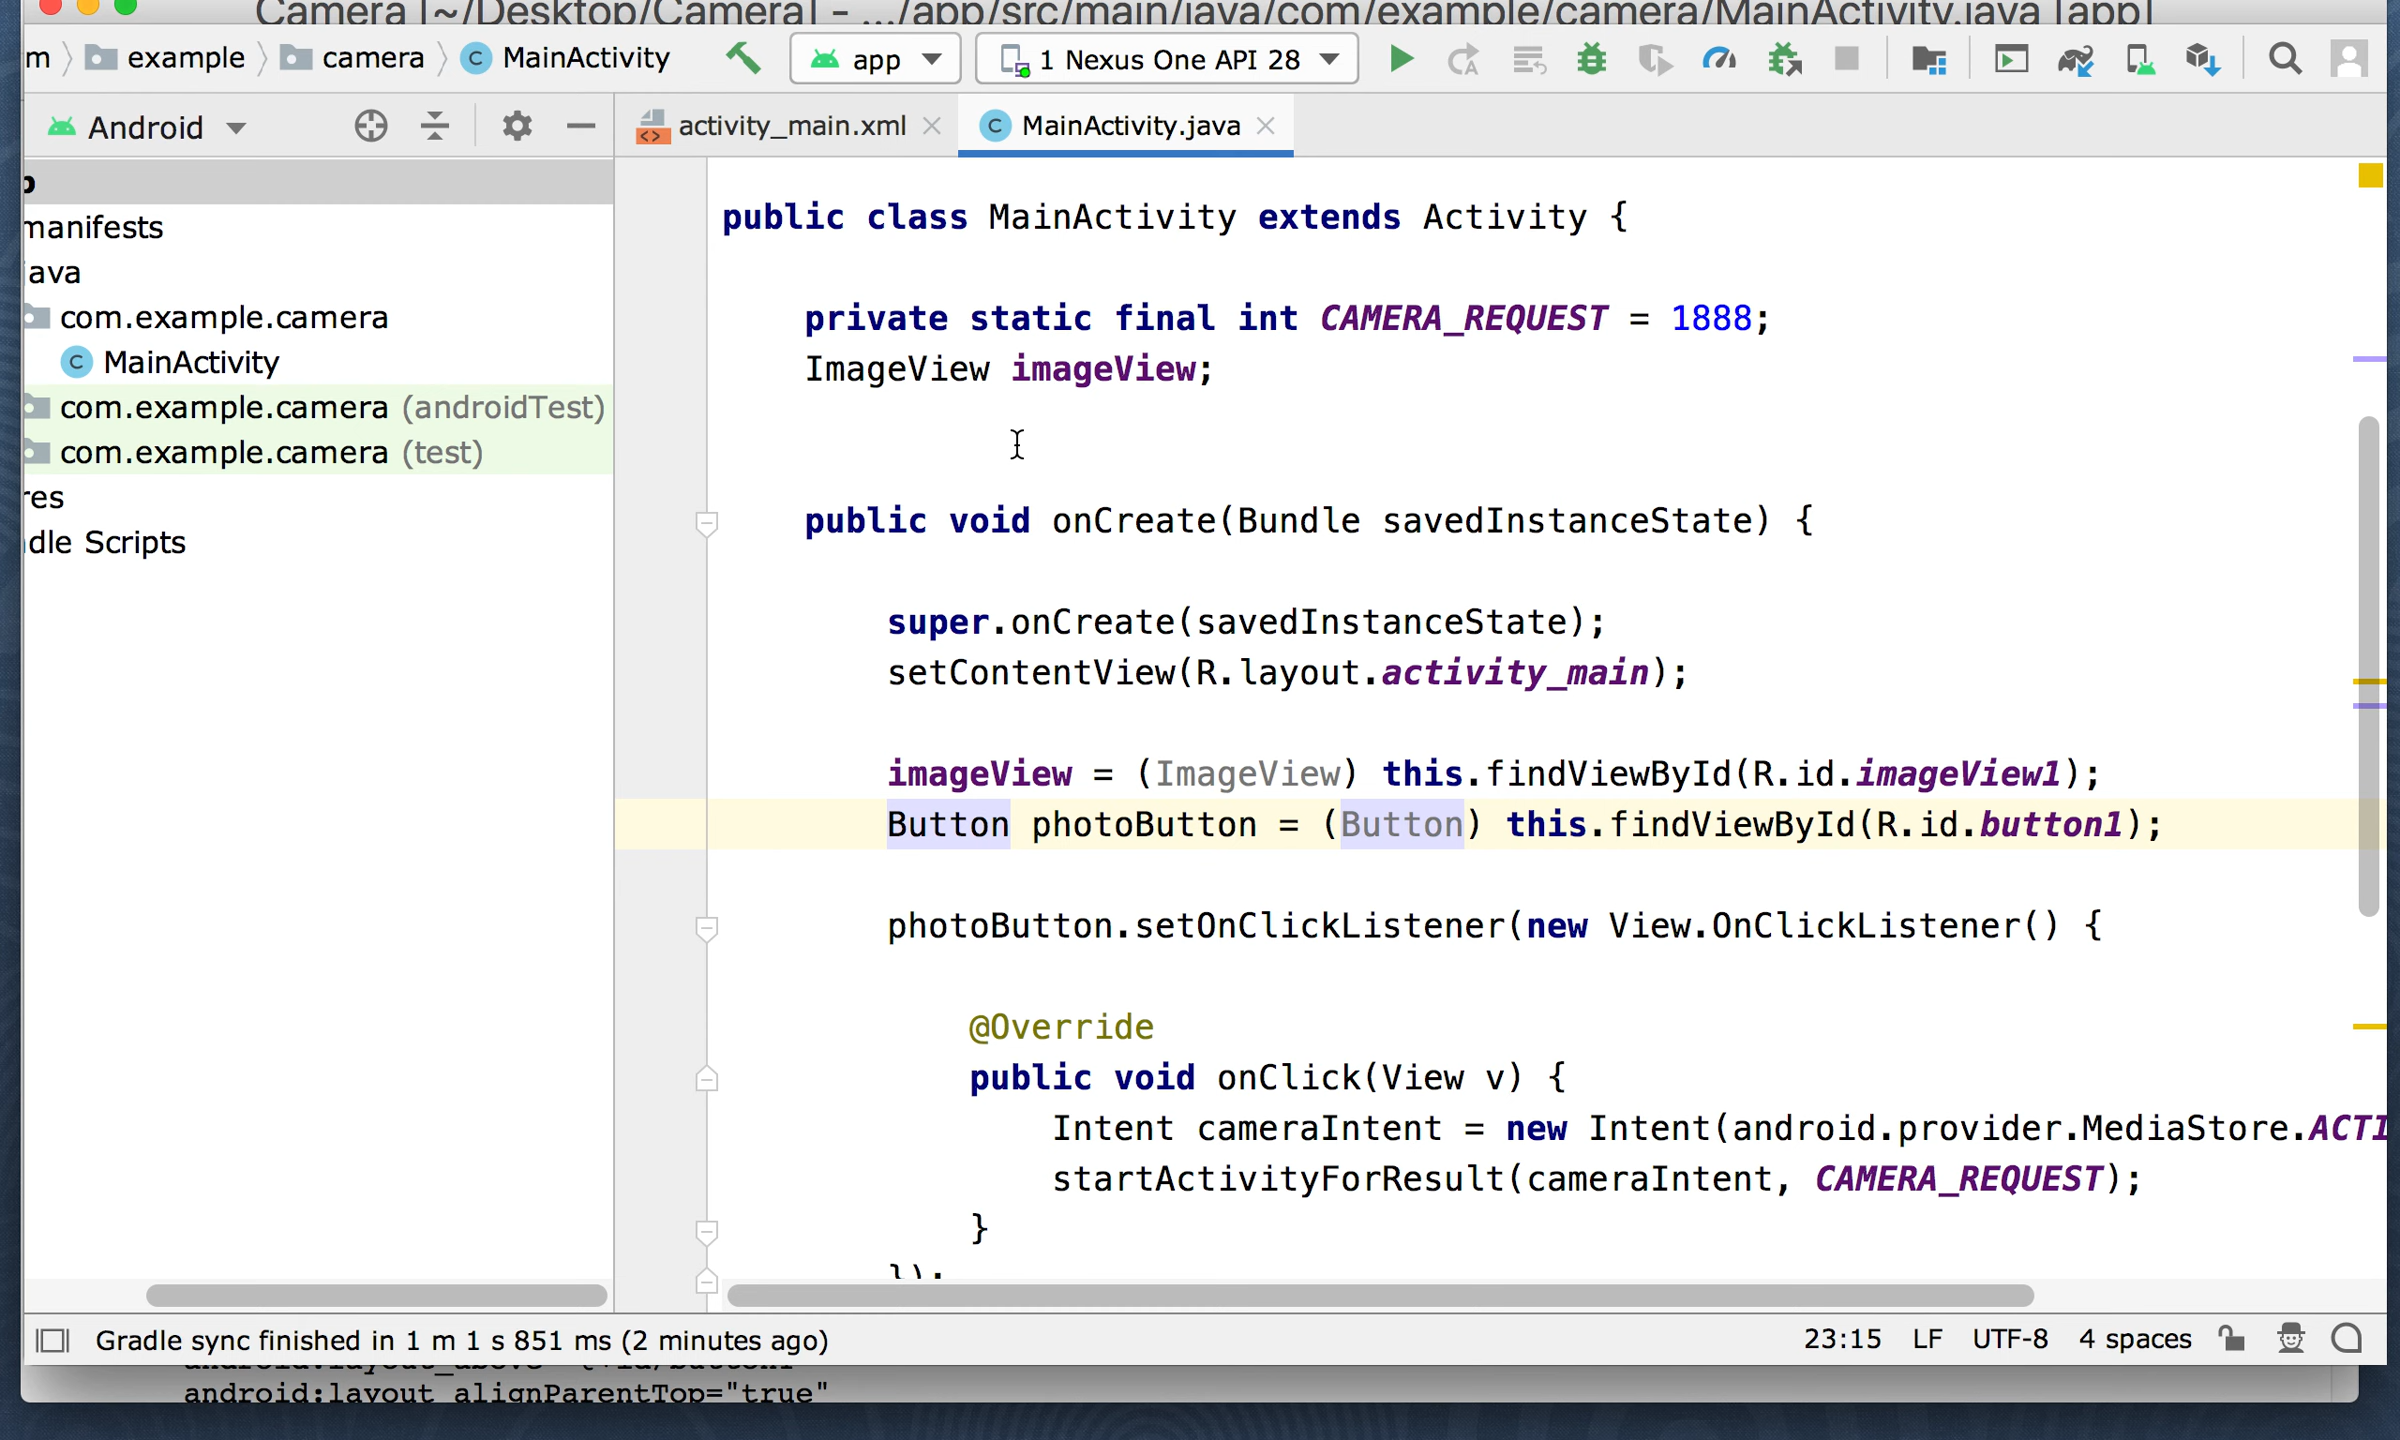 Camera [~/Desktop/Camera] - .../app/src/main/java/com/example/camera/MainActivity.java [app]
m example camera MainActivity app 1 Nexus One API 28
Android activity_main.xml MainActivity.java
manifests
java
com.example.camera
MainActivity
com.example.camera (androidTest)
com.example.camera (test)
res
dle Scripts
public class MainActivity extends Activity {
private static final int CAMERA_REQUEST = 1888;
ImageView imageView;
public void onCreate(Bundle savedInstanceState) {
super.onCreate(savedInstanceState);
setContentView(R.layout.activity_main);
imageView = (ImageView) this.findViewById(R.id.imageView1);
Button photoButton = (Button) this.findViewById(R.id.button1);
photoButton.setOnClickListener(new View.OnClickListener() {
@Override
public void onClick(View v) {
Intent cameraIntent = new Intent(android.provider.MediaStore.ACTI
startActivityForResult(cameraIntent, CAMERA_REQUEST);
}
});
Gradle sync finished in 1 m 1 s 851 ms (2 minutes ago) 23:15 LF UTF-8 4 spaces
android:layout_alignParentTop="true"